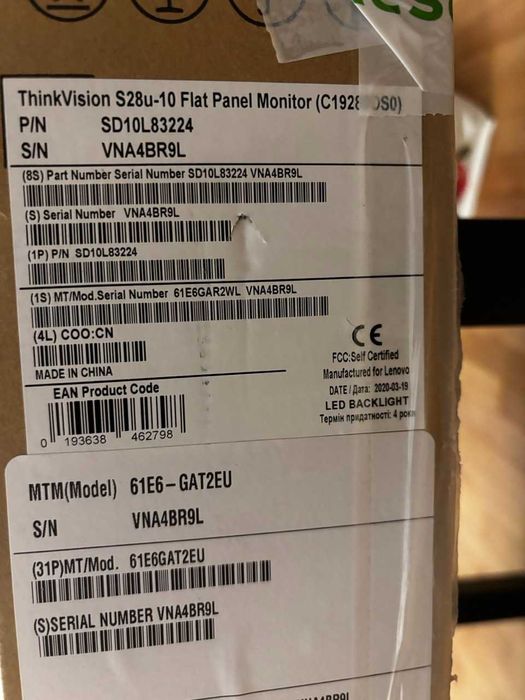 ThinkVision S28u-10 Flat Panel Monitor (C1928 DS0)
P/N SD10L83224
S/N VNA4BR9L
(8S) Part Number Serial Number SD10L83224 VNA4BR9L
(S) Serial Number VNA4BR9L
(1P) P/N SD10L83224
(1S) MT/Mod.Serial Number 61E6GAR2WL VNA4BR9L
(4L) COO:CN
MADE IN CHINA
CE
FCC:Self Certified
Manufactured for Lenovo
DATE / Дата: 2020-03-19
LED BACKLIGHT
Термін придатності: 4 роки
EAN Product Code
0 193638 462798
MTM(Model) 61E6-GAT2EU
S/N VNA4BR9L
(31P)MT/Mod. 61E6GAT2EU
(S)SERIAL NUMBER VNA4BR9L